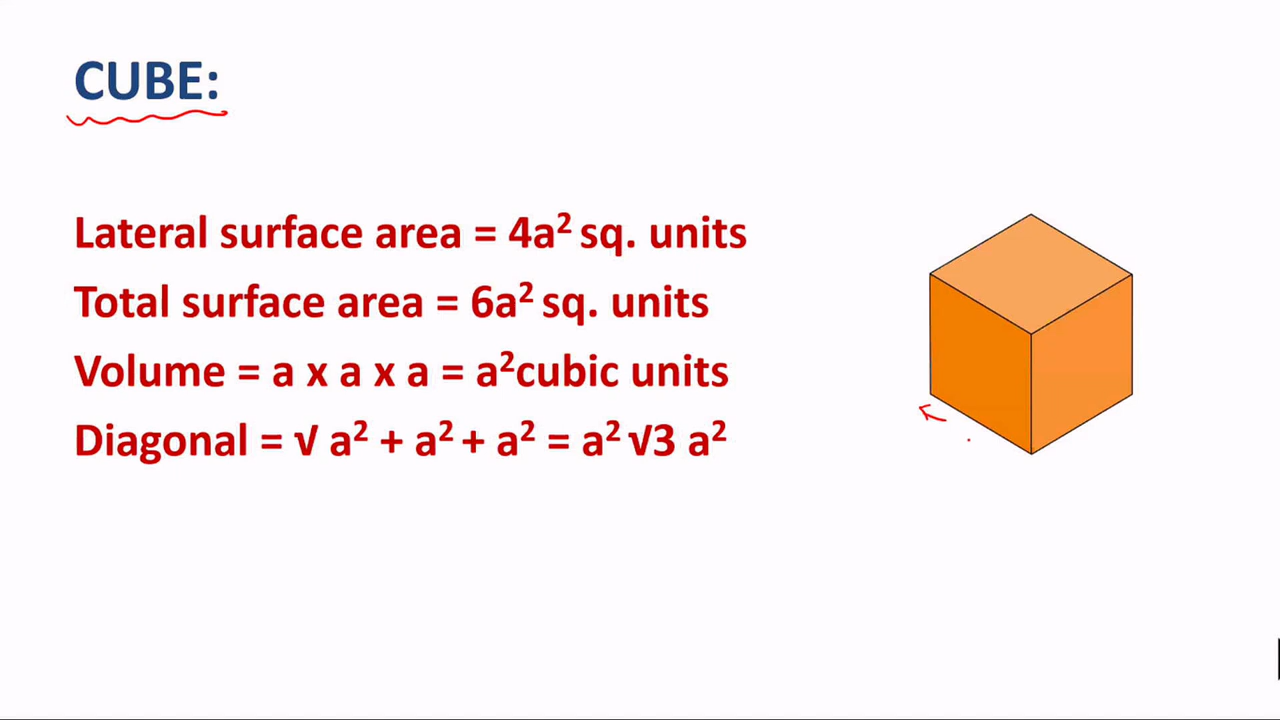 CUBE:
Lateral surface area = 4a² sq. units
Total surface area = 6a² sq. units
Volume = a x a x a = a²cubic units
Diagonal = √ a² + a² + a² = a² √3 a²